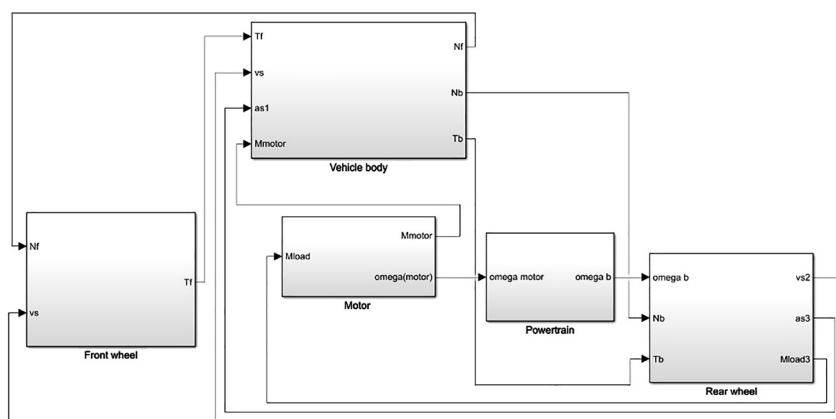 Tf
vs
as1
Mmotor
Nf
Nb
Tb
Vehicle body
Nf
vs
Tf
Front wheel
Mload
Mmotor
omega(motor)
Motor
omega motor
omega b
Powertrain
omega b
Nb
Tb
vs2
as3
Mload3
Rear wheel